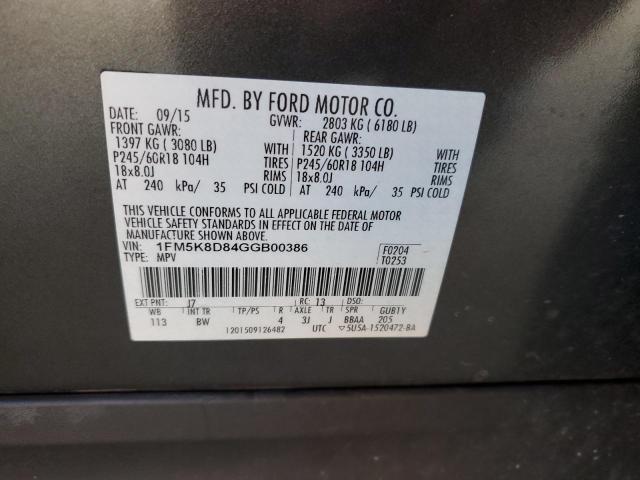 MFD. BY FORD MOTOR CO.
DATE: 09/15 GVWR: 2803 KG ( 6180 LB)
FRONT GAWR: REAR GAWR:
1397 KG ( 3080 LB) WITH 1520 KG ( 3350 LB) WITH
P245/60R18 104H TIRES P245/60R18 104H TIRES
18x8.0J RIMS 18x8.0J RIMS
AT 240 kPa/ 35 PSI COLD AT 240 kPa/ 35 PSI COLD
THIS VEHICLE CONFORMS TO ALL APPLICABLE FEDERAL MOTOR
VEHICLE SAFETY STANDARDS IN EFFECT ON THE DATE OF
MANUFACTURE SHOWN ABOVE.
VIN: 1FM5K8D84GGB00386 F0204
TYPE: MPV T0253
EXT PNT: J7 RC: 13 DSO:
WB INT TR TP/PS R AXLE TR SPR GUB1Y
113 BW 4 3J J BBAA 205
1201509126482 UTC ▽5U5A-1520472-BA